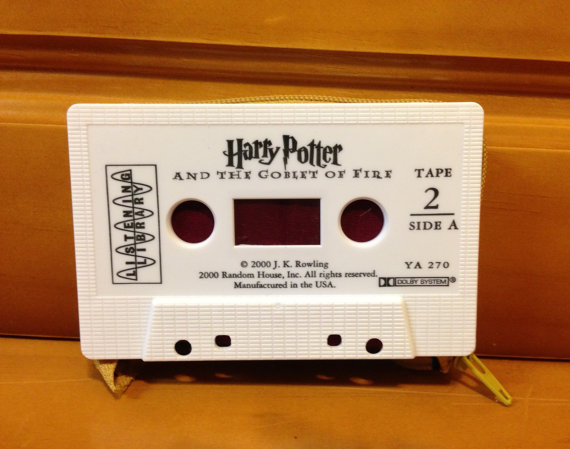 Harry Potter
AND THE GOBLET OF FIRE
LISTENING
LIBRARY
TAPE
2
SIDE A
© 2000 J. K. Rowling
2000 Random House, Inc. All rights reserved.
Manufactured in the USA.
YA 270
DOLBY SYSTEM ®